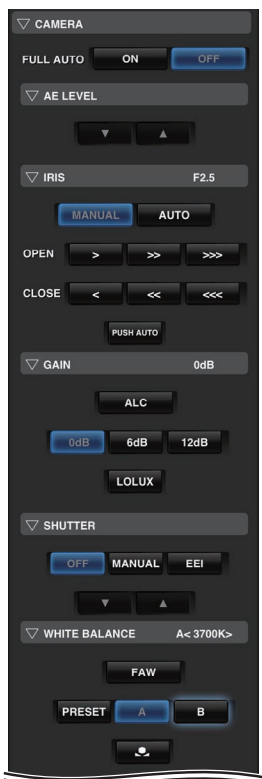 ▽ CAMERA
FULL AUTO ON OFF
▽ AE LEVEL
▼ ▲
▽ IRIS F2.5
MANUAL AUTO
OPEN > >> >>>
CLOSE < << <<<
PUSH AUTO
▽ GAIN 0dB
ALC
0dB 6dB 12dB
LOLUX
▽ SHUTTER
OFF MANUAL EEI
▼ ▲
▽ WHITE BALANCE A< 3700K>
FAW
PRESET A B